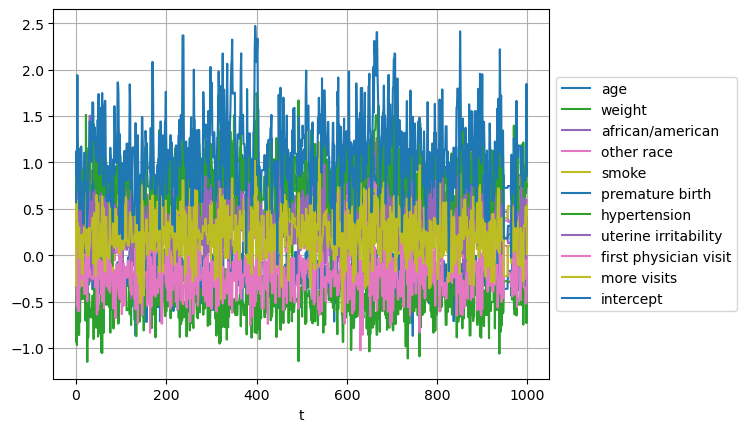 2.5
2.0
1.5
1.0
0.5
0.0
−0.5
−1.0
0 200 400 600 800 1000
t
age
weight
african/american
other race
smoke
premature birth
hypertension
uterine irritability
first physician visit
more visits
intercept